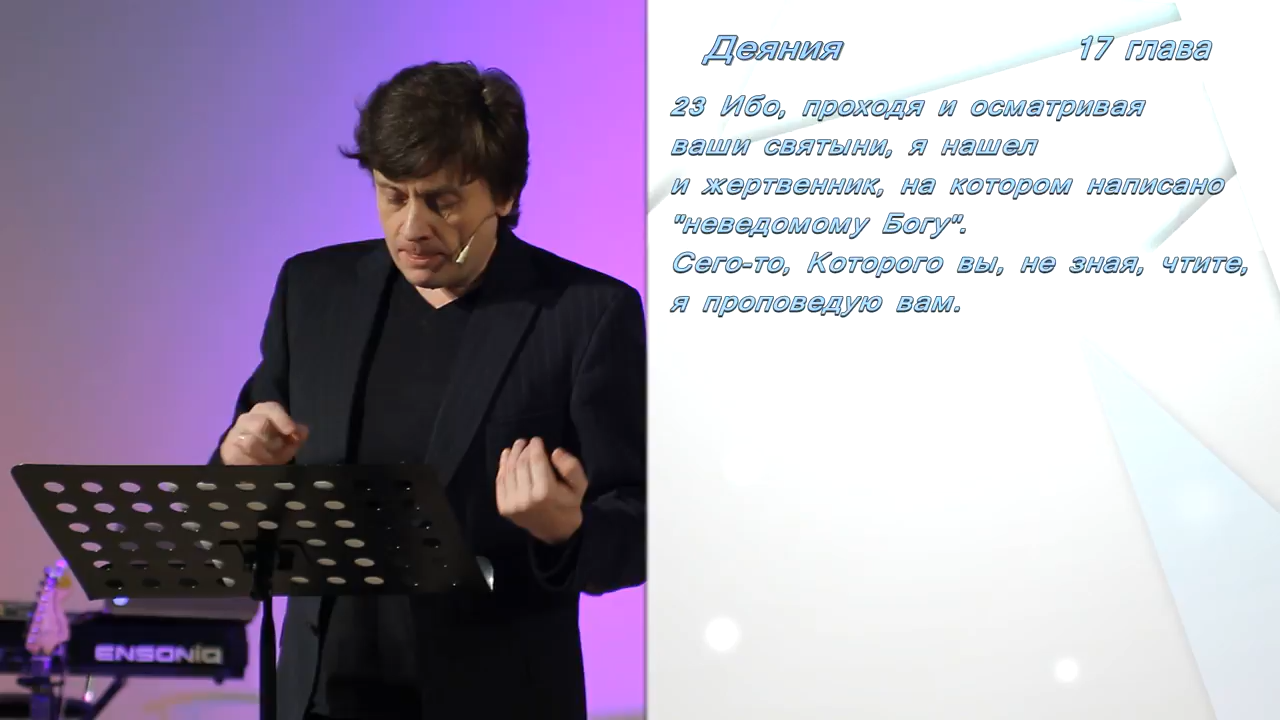 Деяния 17 глава
23 Ибо, проходя и осматривая
ваши святыни, я нашел
и жертвенник, на котором написано
"неведомому Богу".
Сего-то, Которого вы, не зная, чтите,
я проповедую вам.
ENSONIQ